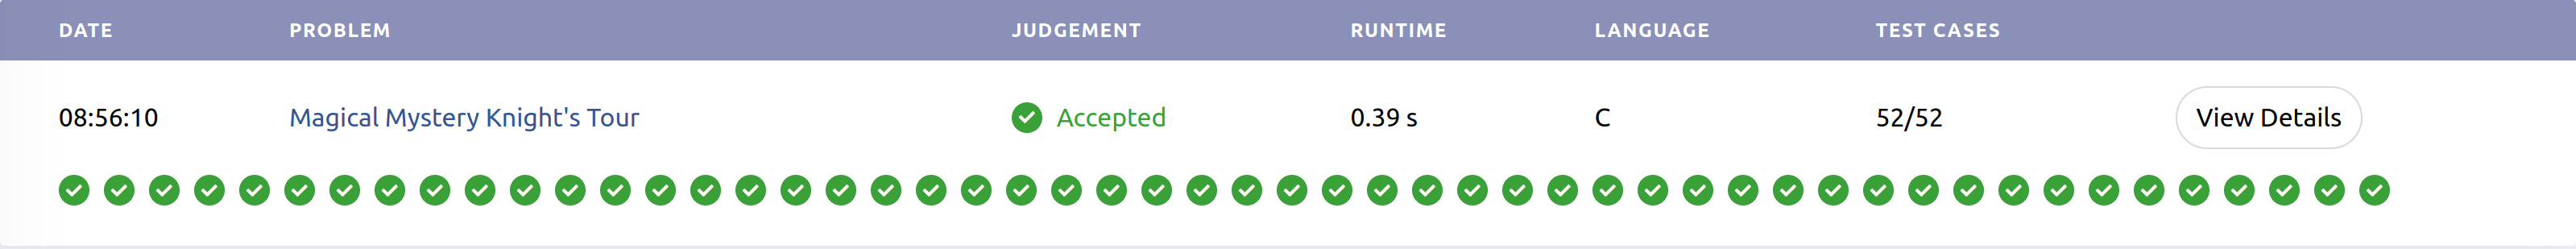 DATE PROBLEM JUDGEMENT RUNTIME LANGUAGE TEST CASES
08:56:10 Magical Mystery Knight's Tour Accepted 0.39 s C 52/52 View Details